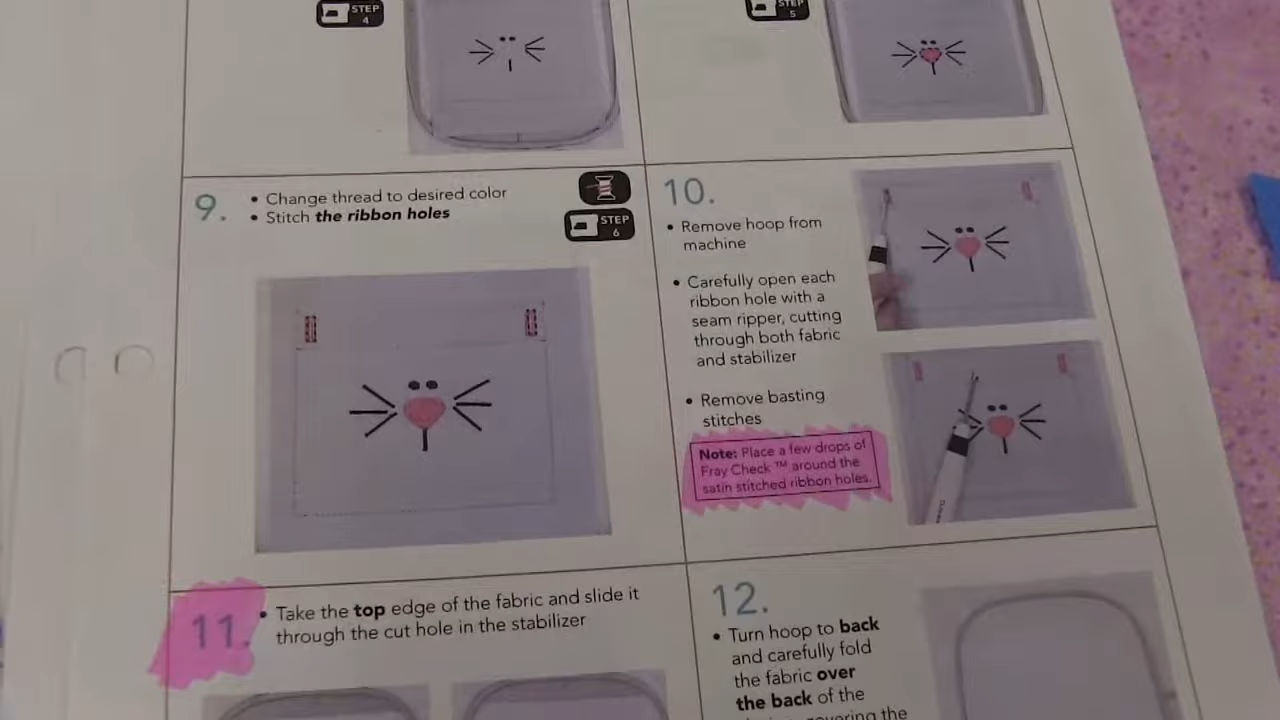 STEP
4
STEP
5
9.
• Change thread to desired color
• Stitch the ribbon holes
STEP
6
10.
• Remove hoop from
machine
• Carefully open each
ribbon hole with a
seam ripper, cutting
through both fabric
and stabilizer
• Remove basting
stitches
Note: Place a few drops of
Fray Check ™ around the
satin stitched ribbon holes.
11.
• Take the top edge of the fabric and slide it
through the cut hole in the stabilizer
12.
• Turn hoop to back
and carefully fold
the fabric over
the back of the
covering the